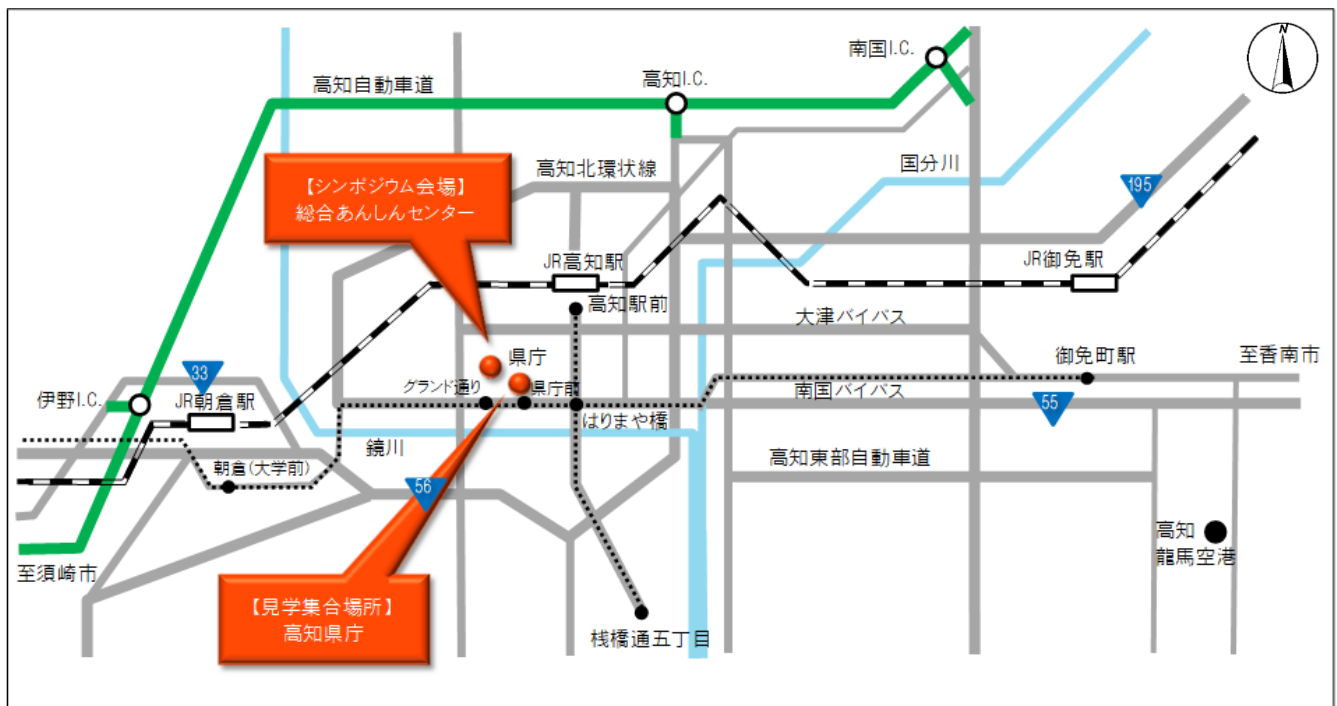 N
南国I.C.
高知I.C.
高知自動車道
国分川
高知北環状線
195
【シンポジウム会場】
総合あんしんセンター
JR高知駅
JR御免駅
高知駅前
大津バイパス
県庁
御免町駅
至香南市
33
グランド通り
県庁前
南国バイパス
伊野I.C.
JR朝倉駅
55
はりまや橋
鏡川
高知東部自動車道
朝倉(大学前)
56
高知
龍馬空港
至須崎市
【見学集合場所】
高知県庁
桟橋通五丁目